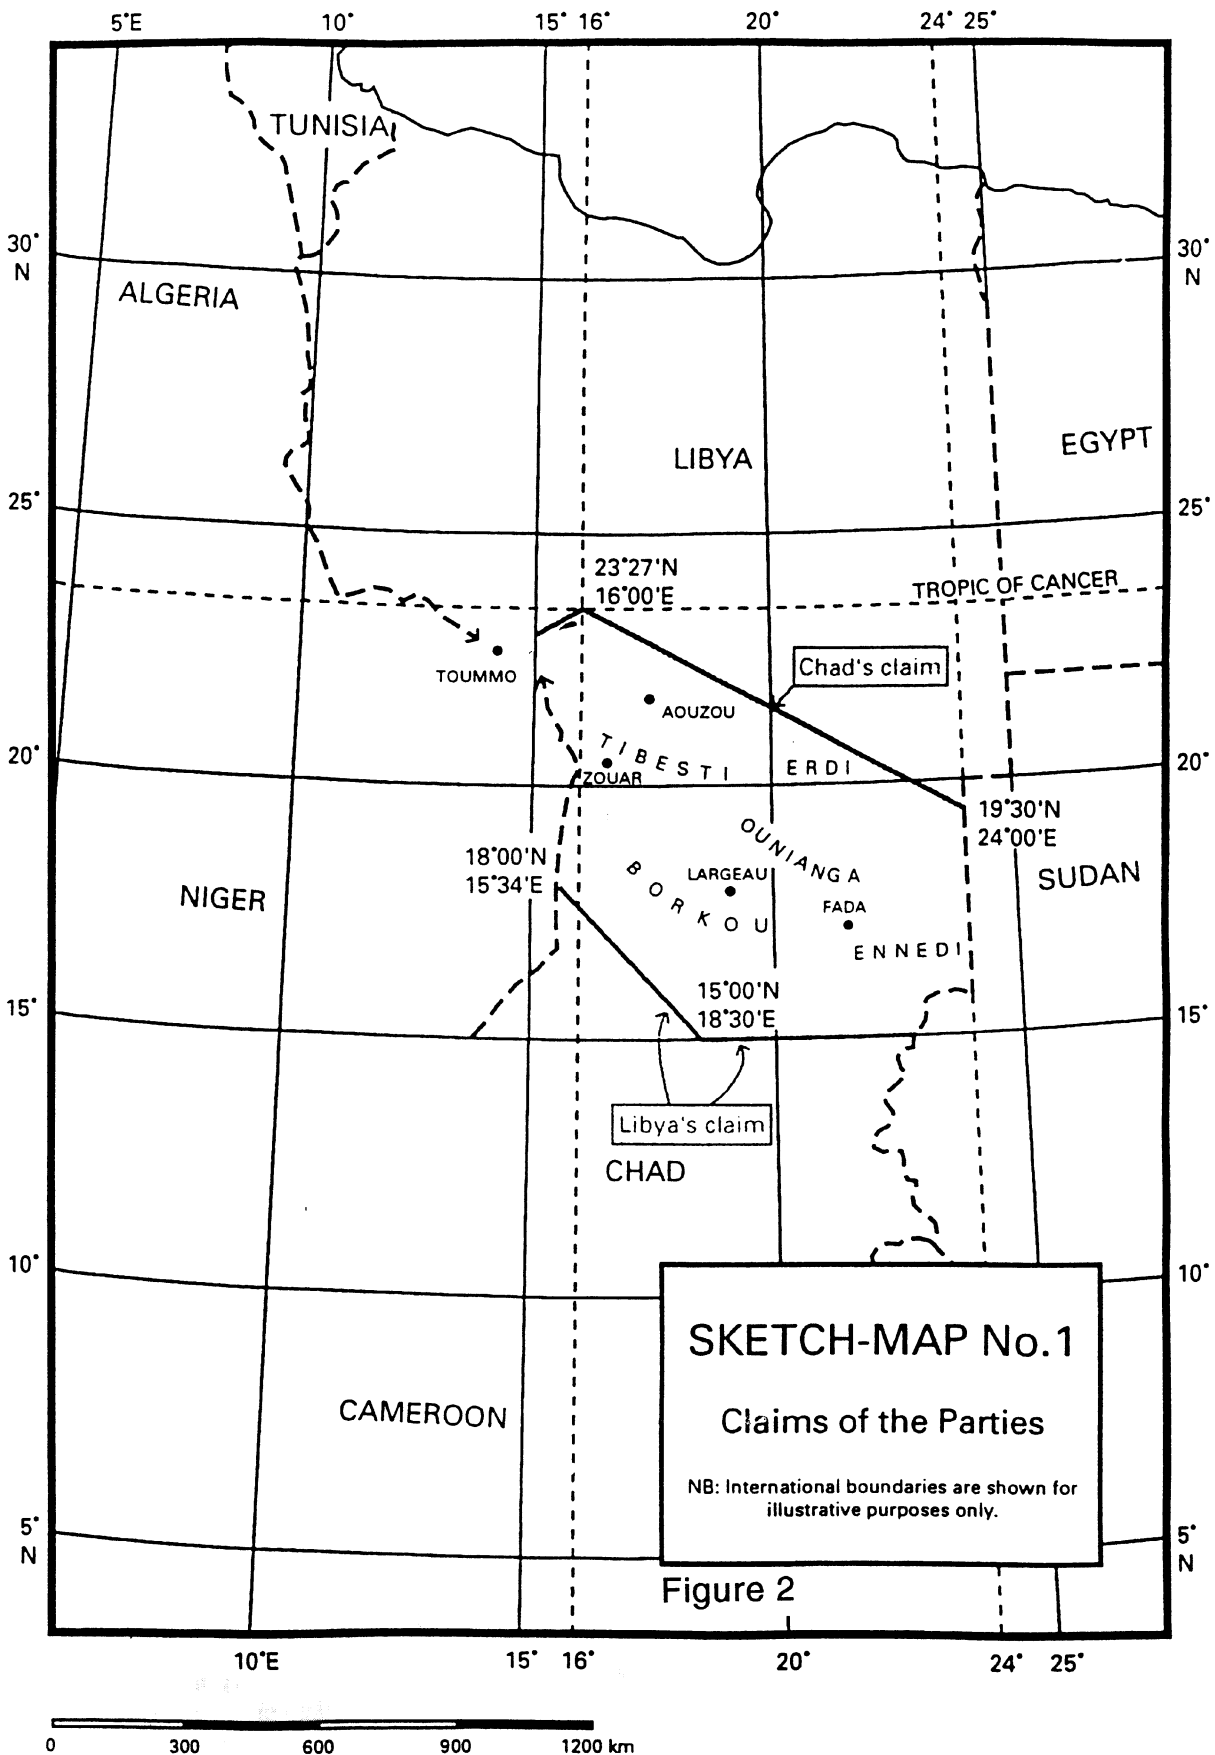 5°E 10° 15° 16° 20° 24° 25°
TUNISIA
30° N
30° N
ALGERIA
LIBYA
EGYPT
25°
25°
23°27'N
16°00'E
TROPIC OF CANCER
Chad's claim
TOUMMO
AOUZOU
TIBESTI
ERDI
ZOUAR
20°
20°
19°30'N
24°00'E
OUNIANGA
18°00'N
15°34'E
BORKOU
LARGEAU
SUDAN
NIGER
FADA
ENNEDI
15°00'N
18°30'E
15°
15°
Libya's claim
CHAD
10°
10°
SKETCH-MAP No.1
Claims of the Parties
NB: International boundaries are shown for
illustrative purposes only.
CAMEROON
5° N
5° N
Figure 2
10°E 15° 16° 20° 24° 25°
0 300 600 900 1200 km